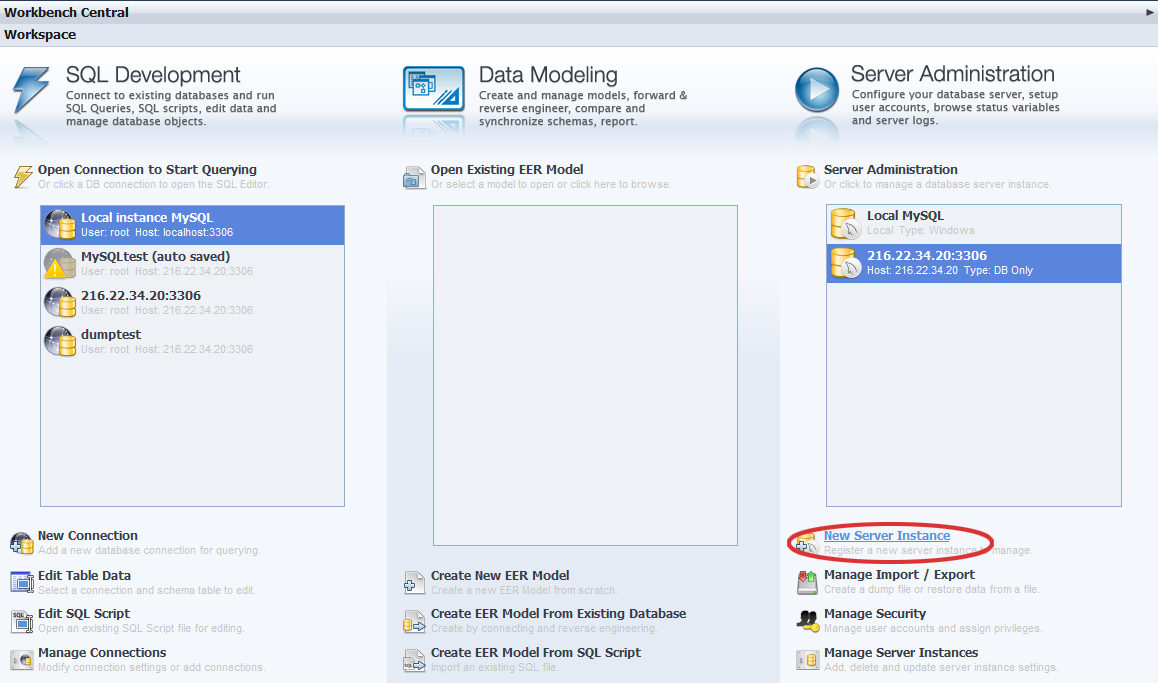 Workbench Central
Workspace
SQL Development
Connect to existing databases and run
SQL Queries, SQL scripts, edit data and
manage database objects.
Open Connection to Start Querying
Or click a DB connection to open the SQL Editor.
Local instance MySQL
User: root Host: localhost:3306
MySQLtest (auto saved)
User: root Host: 216.22.34.20:3306
216.22.34.20:3306
User: root Host: 216.22.34.20:3306
dumptest
User: root Host: 216.22.34.20:3306
New Connection
Add a new database connection for querying.
Edit Table Data
Select a connection and schema table to edit.
Edit SQL Script
Open an existing SQL Script file for editing.
Manage Connections
Modify connection settings or add connections.
Data Modeling
Create and manage models, forward &
reverse engineer, compare and
synchronize schemas, report.
Open Existing EER Model
Or select a model to open or click here to browse.
Create New EER Model
Create a new EER Model from scratch.
Create EER Model From Existing Database
Create by connecting and reverse engineering.
Create EER Model From SQL Script
Import an existing SQL file.
Server Administration
Configure your database server, setup
user accounts, browse status variables
and server logs.
Server Administration
Or click to manage a database server instance.
Local MySQL
Local Type: Windows
216.22.34.20:3306
Host: 216.22.34.20 Type: DB Only
New Server Instance
Register a new server instance to manage.
Manage Import / Export
Create a dump file or restore data from a file.
Manage Security
Manage user accounts and assign privileges.
Manage Server Instances
Add, delete and update server instance settings.